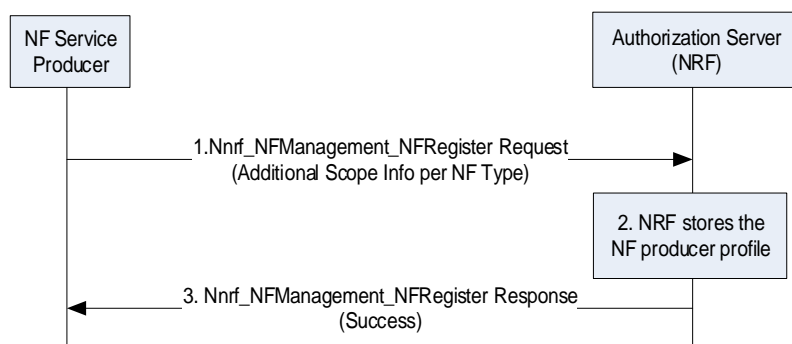 NF Service
Producer
Authorization Server
(NRF)
1.Nnrf_NFManagement_NFRegister Request
(Additional Scope Info per NF Type)
2. NRF stores the
NF producer profile
3. Nnrf_NFManagement_NFRegister Response
(Success)